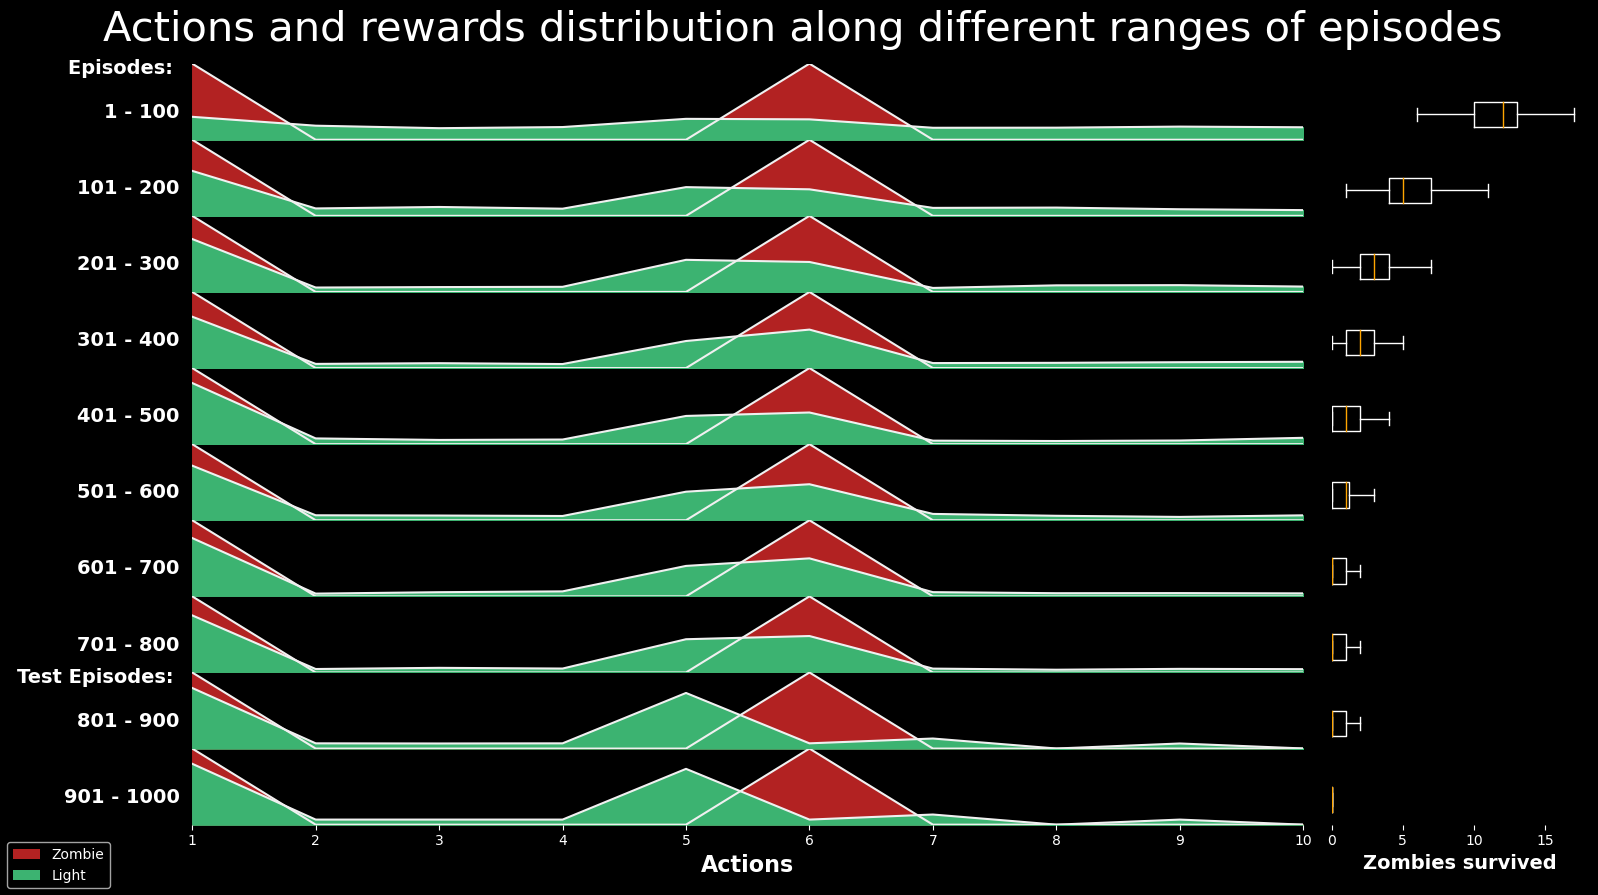 Actions and rewards distribution along different ranges of episodes
Episodes:
1 - 100
101 - 200
201 - 300
301 - 400
401 - 500
501 - 600
601 - 700
701 - 800
Test Episodes:
801 - 900
901 - 1000
1 2 3 4 5 6 7 8 9 10
0 5 10 15
Actions
Zombies survived
Zombie
Light